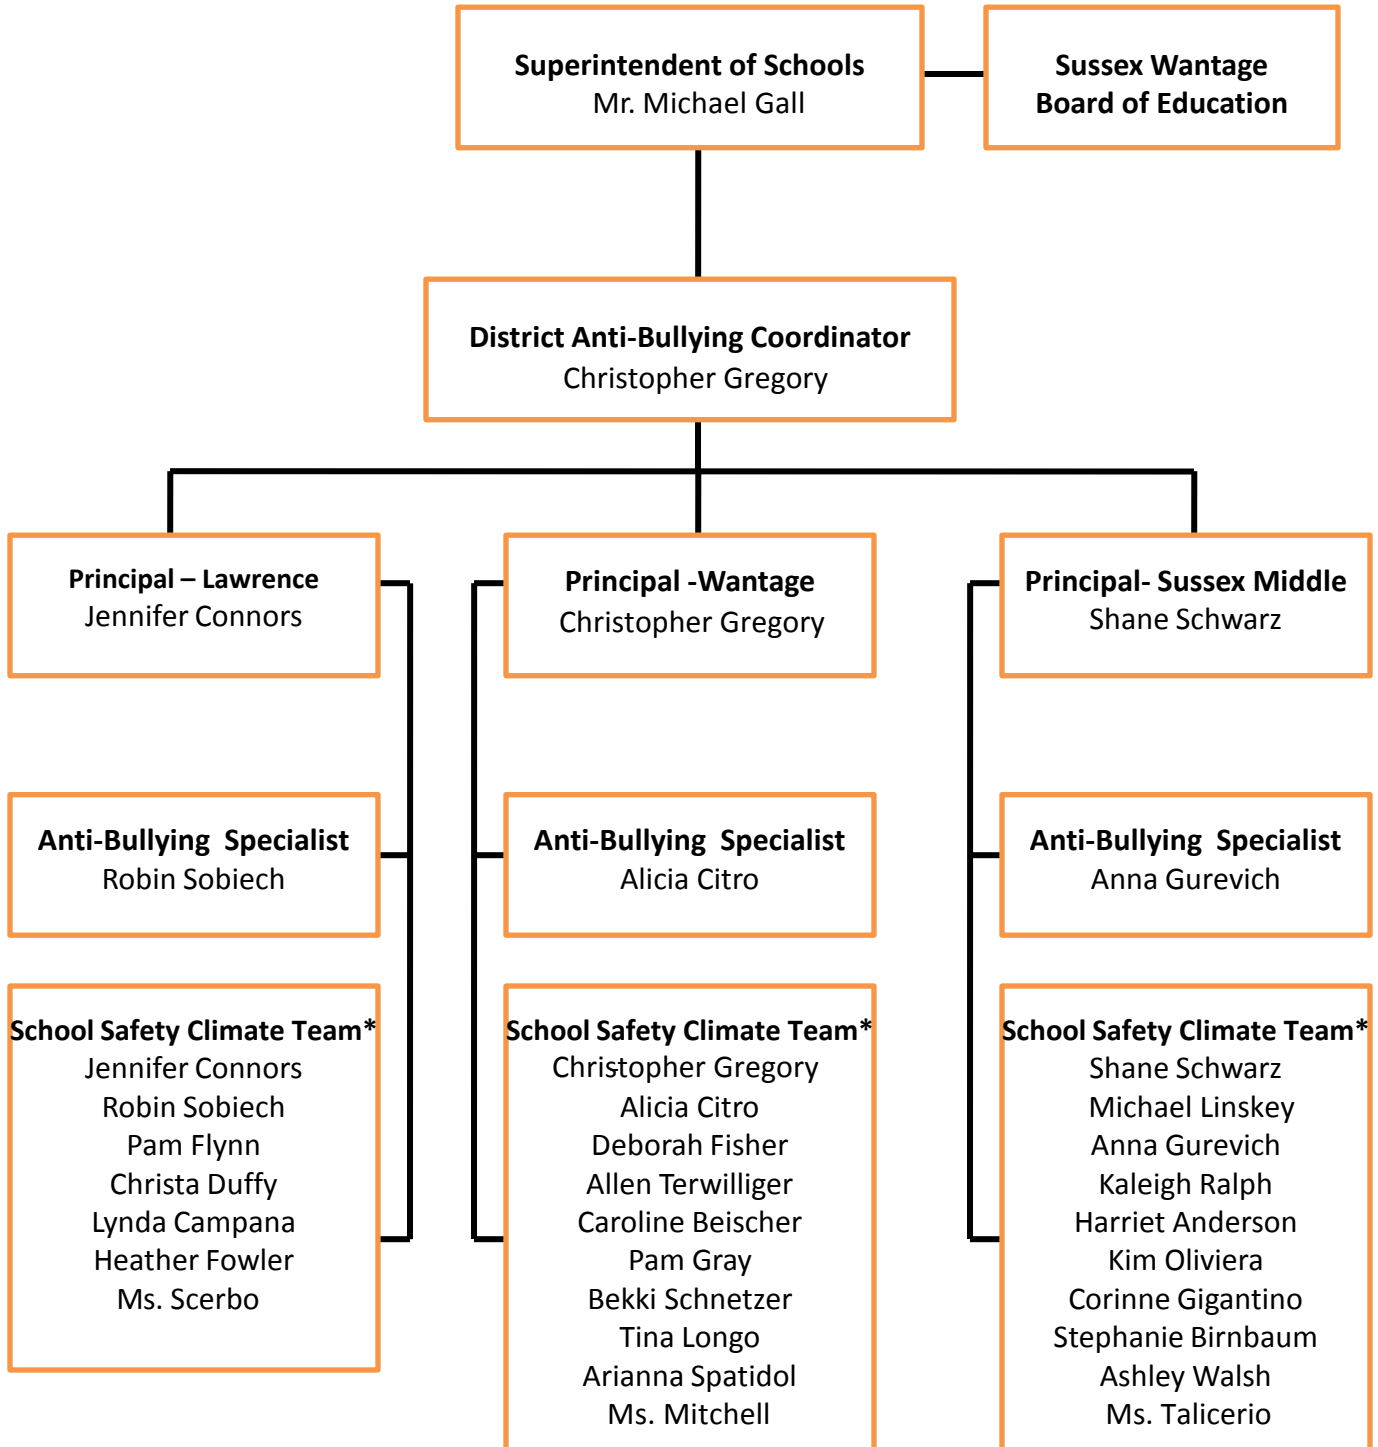 Superintendent of Schools
Mr. Michael Gall
Sussex Wantage
Board of Education
District Anti-Bullying Coordinator
Christopher Gregory
Principal – Lawrence
Jennifer Connors
Principal -Wantage
Christopher Gregory
Principal- Sussex Middle
Shane Schwarz
Anti-Bullying  Specialist
Robin Sobiech
Anti-Bullying  Specialist
Alicia Citro
Anti-Bullying  Specialist
Anna Gurevich
School Safety Climate Team*
Jennifer Connors
Robin Sobiech
Pam Flynn
Christa Duffy
Lynda Campana
Heather Fowler
Ms. Scerbo
School Safety Climate Team*
Christopher Gregory
Alicia Citro
Deborah Fisher
Allen Terwilliger
Caroline Beischer
Pam Gray
Bekki Schnetzer
Tina Longo
Arianna Spatidol
Ms. Mitchell
School Safety Climate Team*
Shane Schwarz
Michael Linskey
Anna Gurevich
Kaleigh Ralph
Harriet Anderson
Kim Oliviera
Corinne Gigantino
Stephanie Birnbaum
Ashley Walsh
Ms. Talicerio